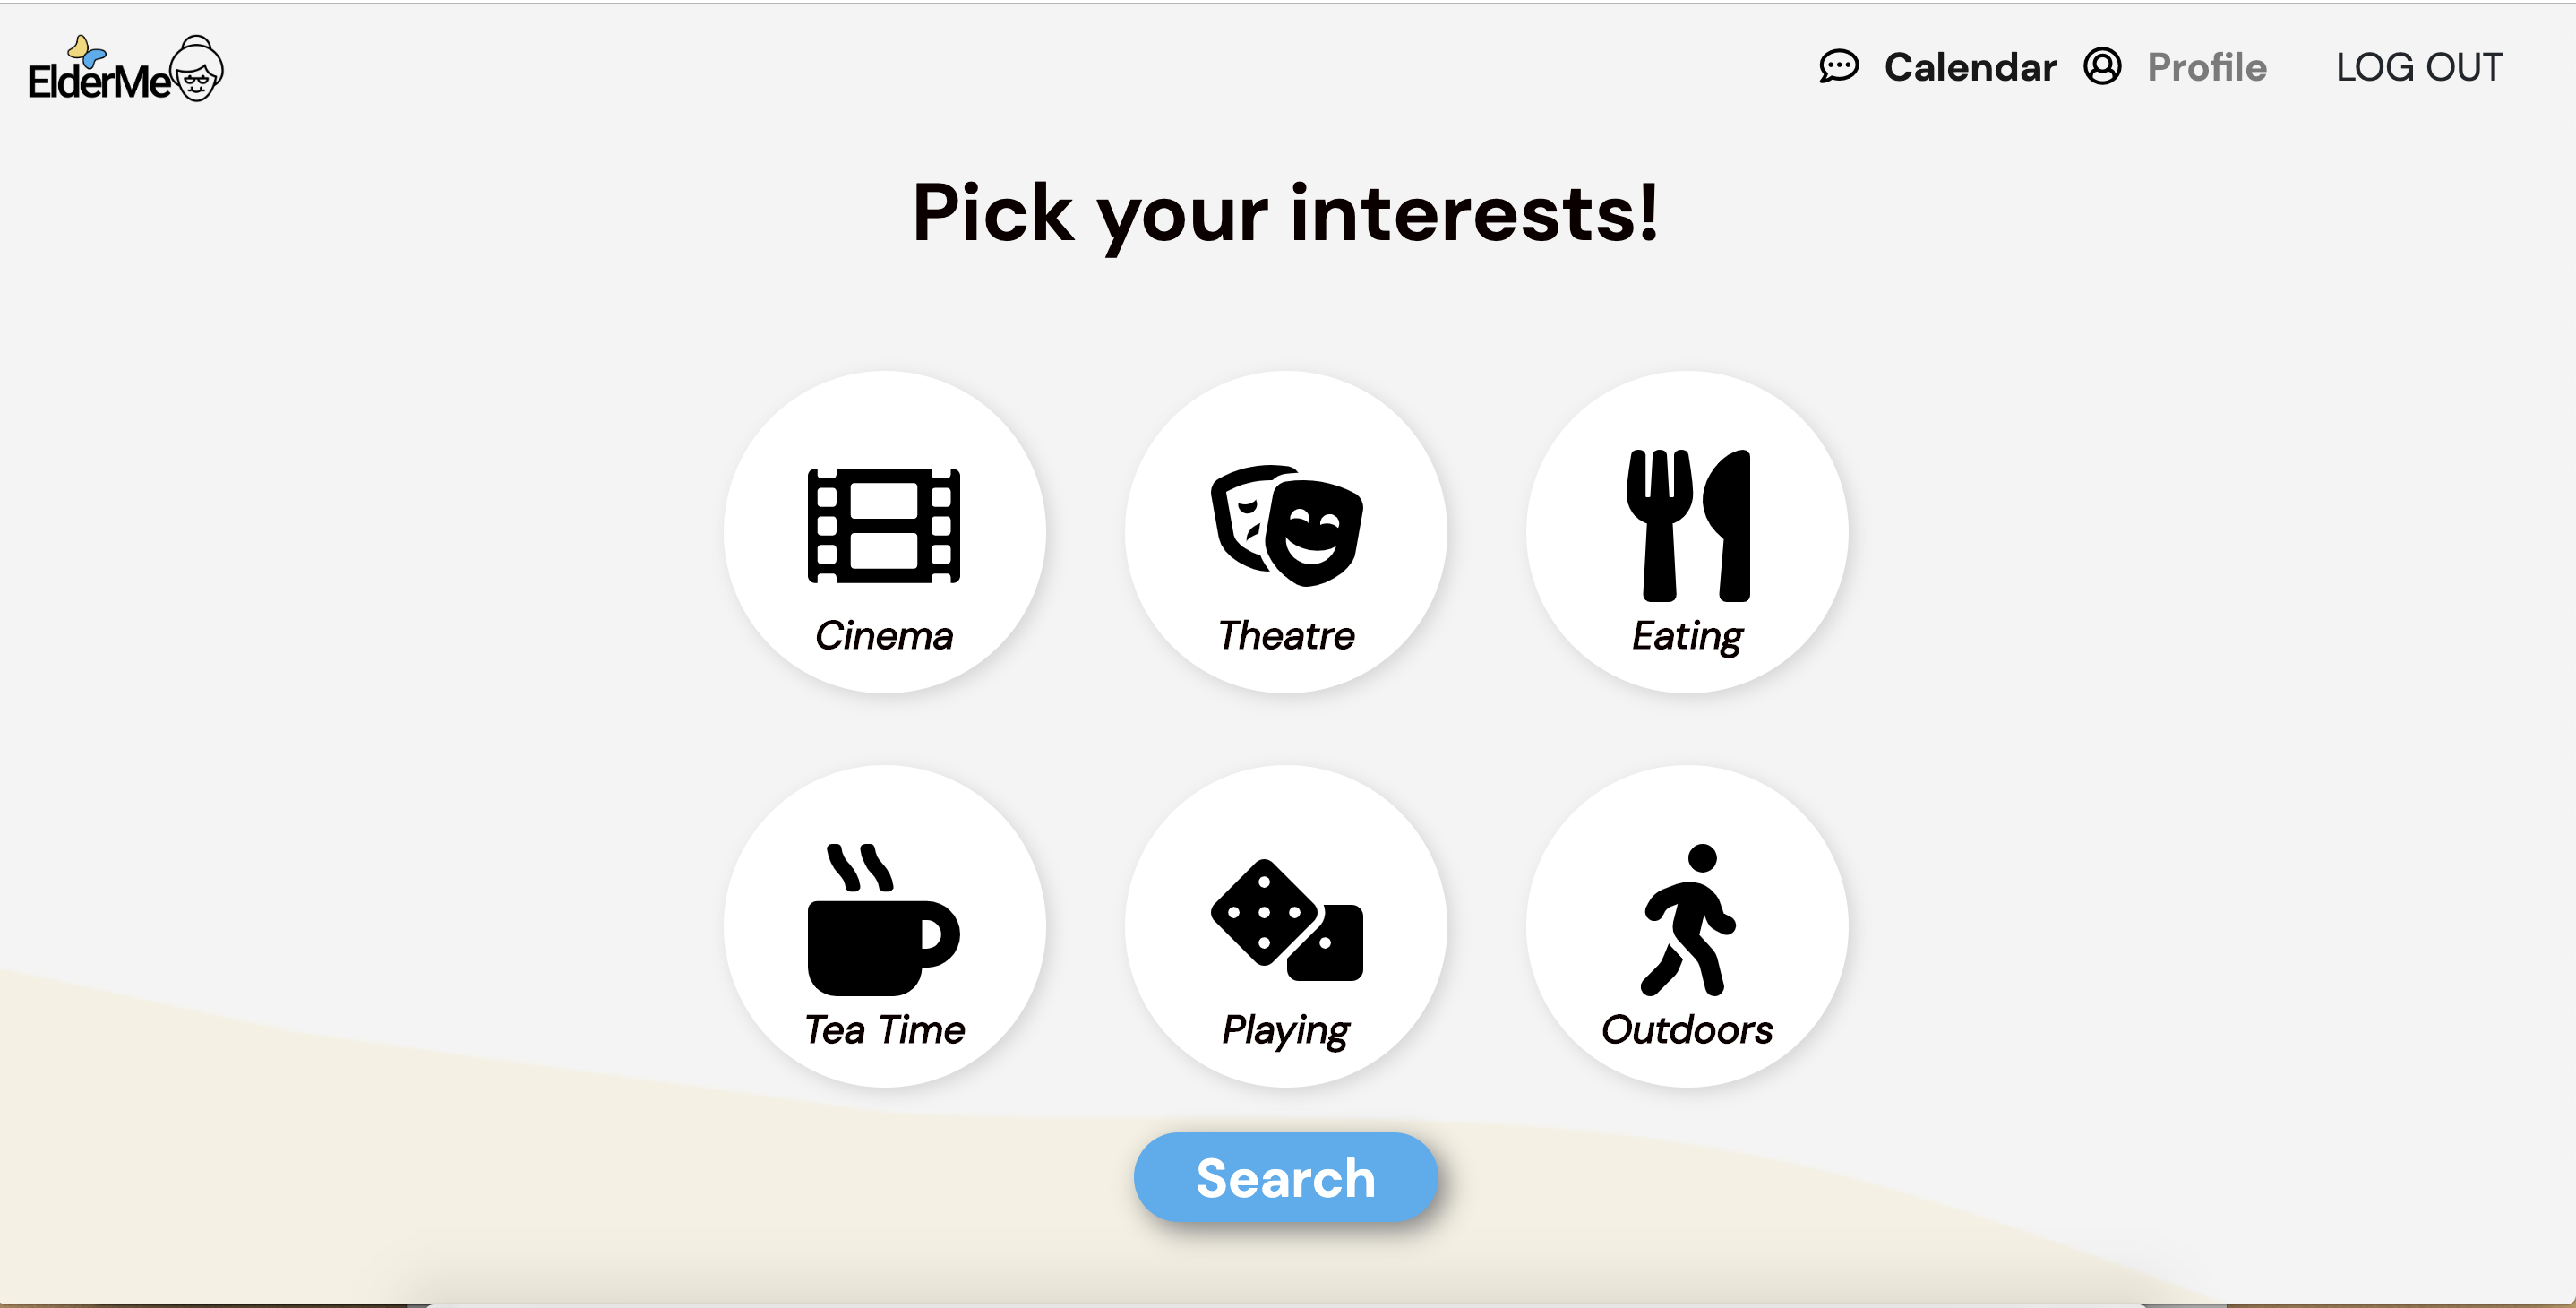 ElderMe
Calendar
Profile
LOG OUT
Pick your interests!
Cinema
Theatre
Eating
Tea Time
Playing
Outdoors
Search